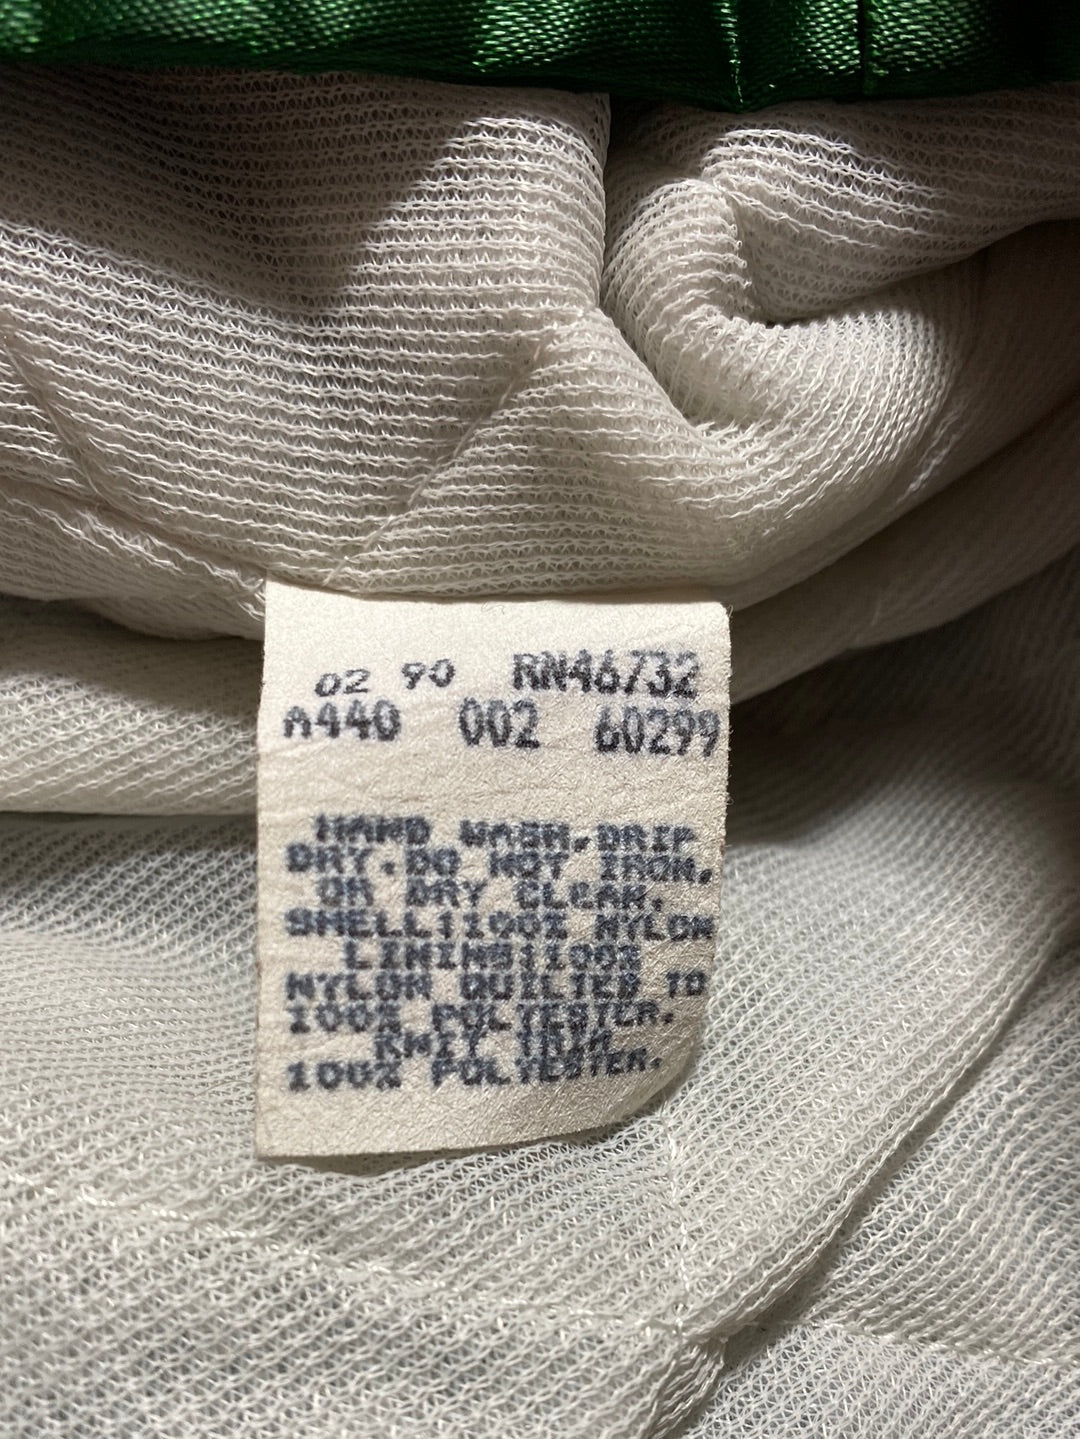 02 90 RN46732
A440 002 60299
HAND WASH.DRIP
DRY.DO NOT IRON,
OR DRY CLEAN.
SHELL:100% NYLON
LINING:100%
NYLON QUILTED TO
100% POLYESTER.
KNIT TRIM
100% POLYESTER.